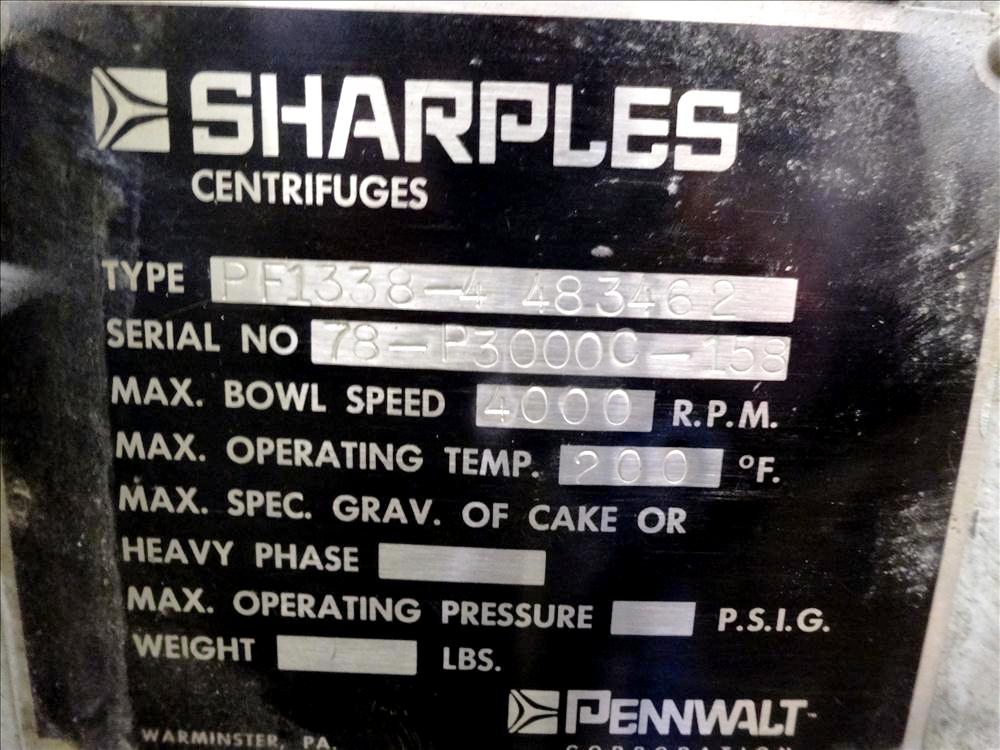 SHARPLES
CENTRIFUGES
TYPE PF1338-4 483462
SERIAL NO 78-P3000C-158
MAX. BOWL SPEED 4000 R.P.M.
MAX. OPERATING TEMP. 200 °F.
MAX. SPEC. GRAV. OF CAKE OR
HEAVY PHASE
MAX. OPERATING PRESSURE P.S.I.G.
WEIGHT LBS.
PENNWALT
WARMINSTER, PA. CORPORATION